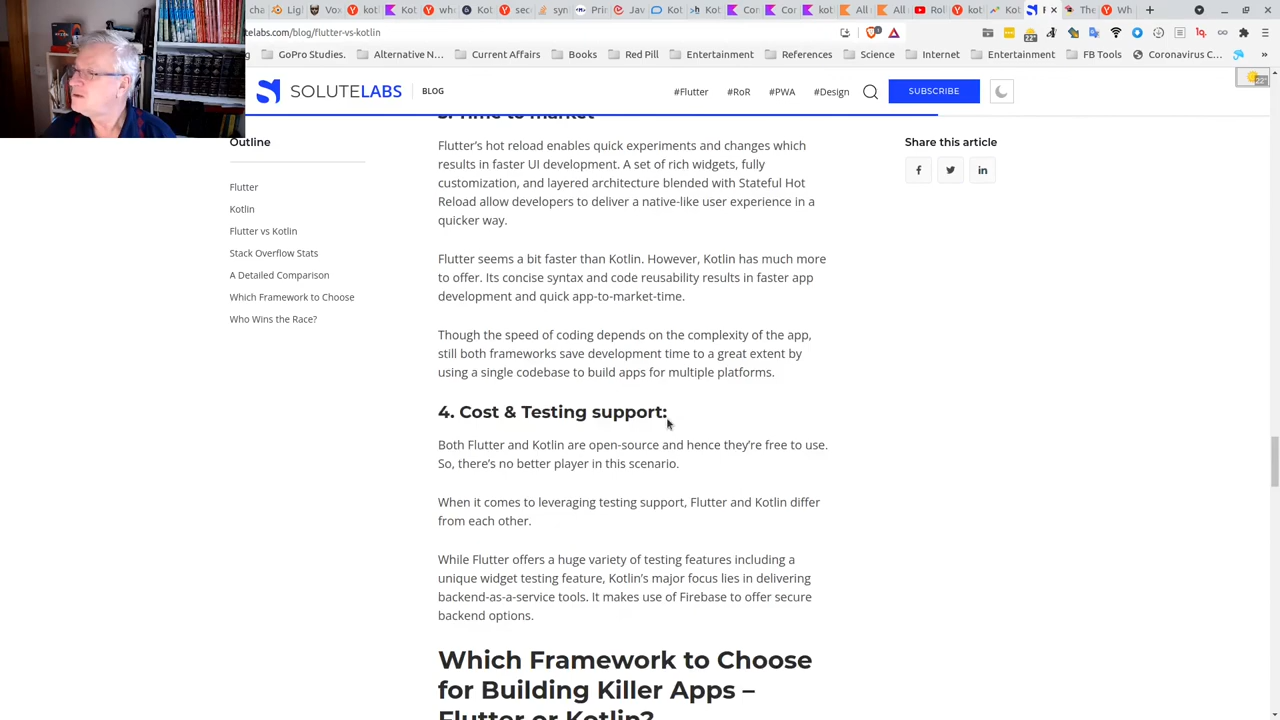 telabs.com/blog/flutter-vs-kotlin
GoPro Studies.
Alternative N...
Current Affairs
Books
Red Pill
Entertainment
References
Internet
Entertainm
FB Tools
Coronavirus C...
SOLUTELABS
BLOG
#Flutter
#RoR
#PWA
#Design
SUBSCRIBE
Outline
Flutter
Kotlin
Flutter vs Kotlin
Stack Overflow Stats
A Detailed Comparison
Which Framework to Choose
Who Wins the Race?
Flutter's hot reload enables quick experiments and changes which
results in faster UI development. A set of rich widgets, fully
customization, and layered architecture blended with Stateful Hot
Reload allow developers to deliver a native-like user experience in a
quicker way.
Flutter seems a bit faster than Kotlin. However, Kotlin has much more
to offer. Its concise syntax and code reusability results in faster app
development and quick app-to-market-time.
Though the speed of coding depends on the complexity of the app,
still both frameworks save development time to a great extent by
using a single codebase to build apps for multiple platforms.
4. Cost & Testing support:
Both Flutter and Kotlin are open-source and hence they're free to use.
So, there's no better player in this scenario.
When it comes to leveraging testing support, Flutter and Kotlin differ
from each other.
While Flutter offers a huge variety of testing features including a
unique widget testing feature, Kotlin's major focus lies in delivering
backend-as-a-service tools. It makes use of Firebase to offer secure
backend options.
Which Framework to Choose
for Building Killer Apps –
Flutter or Kotlin?
Share this article